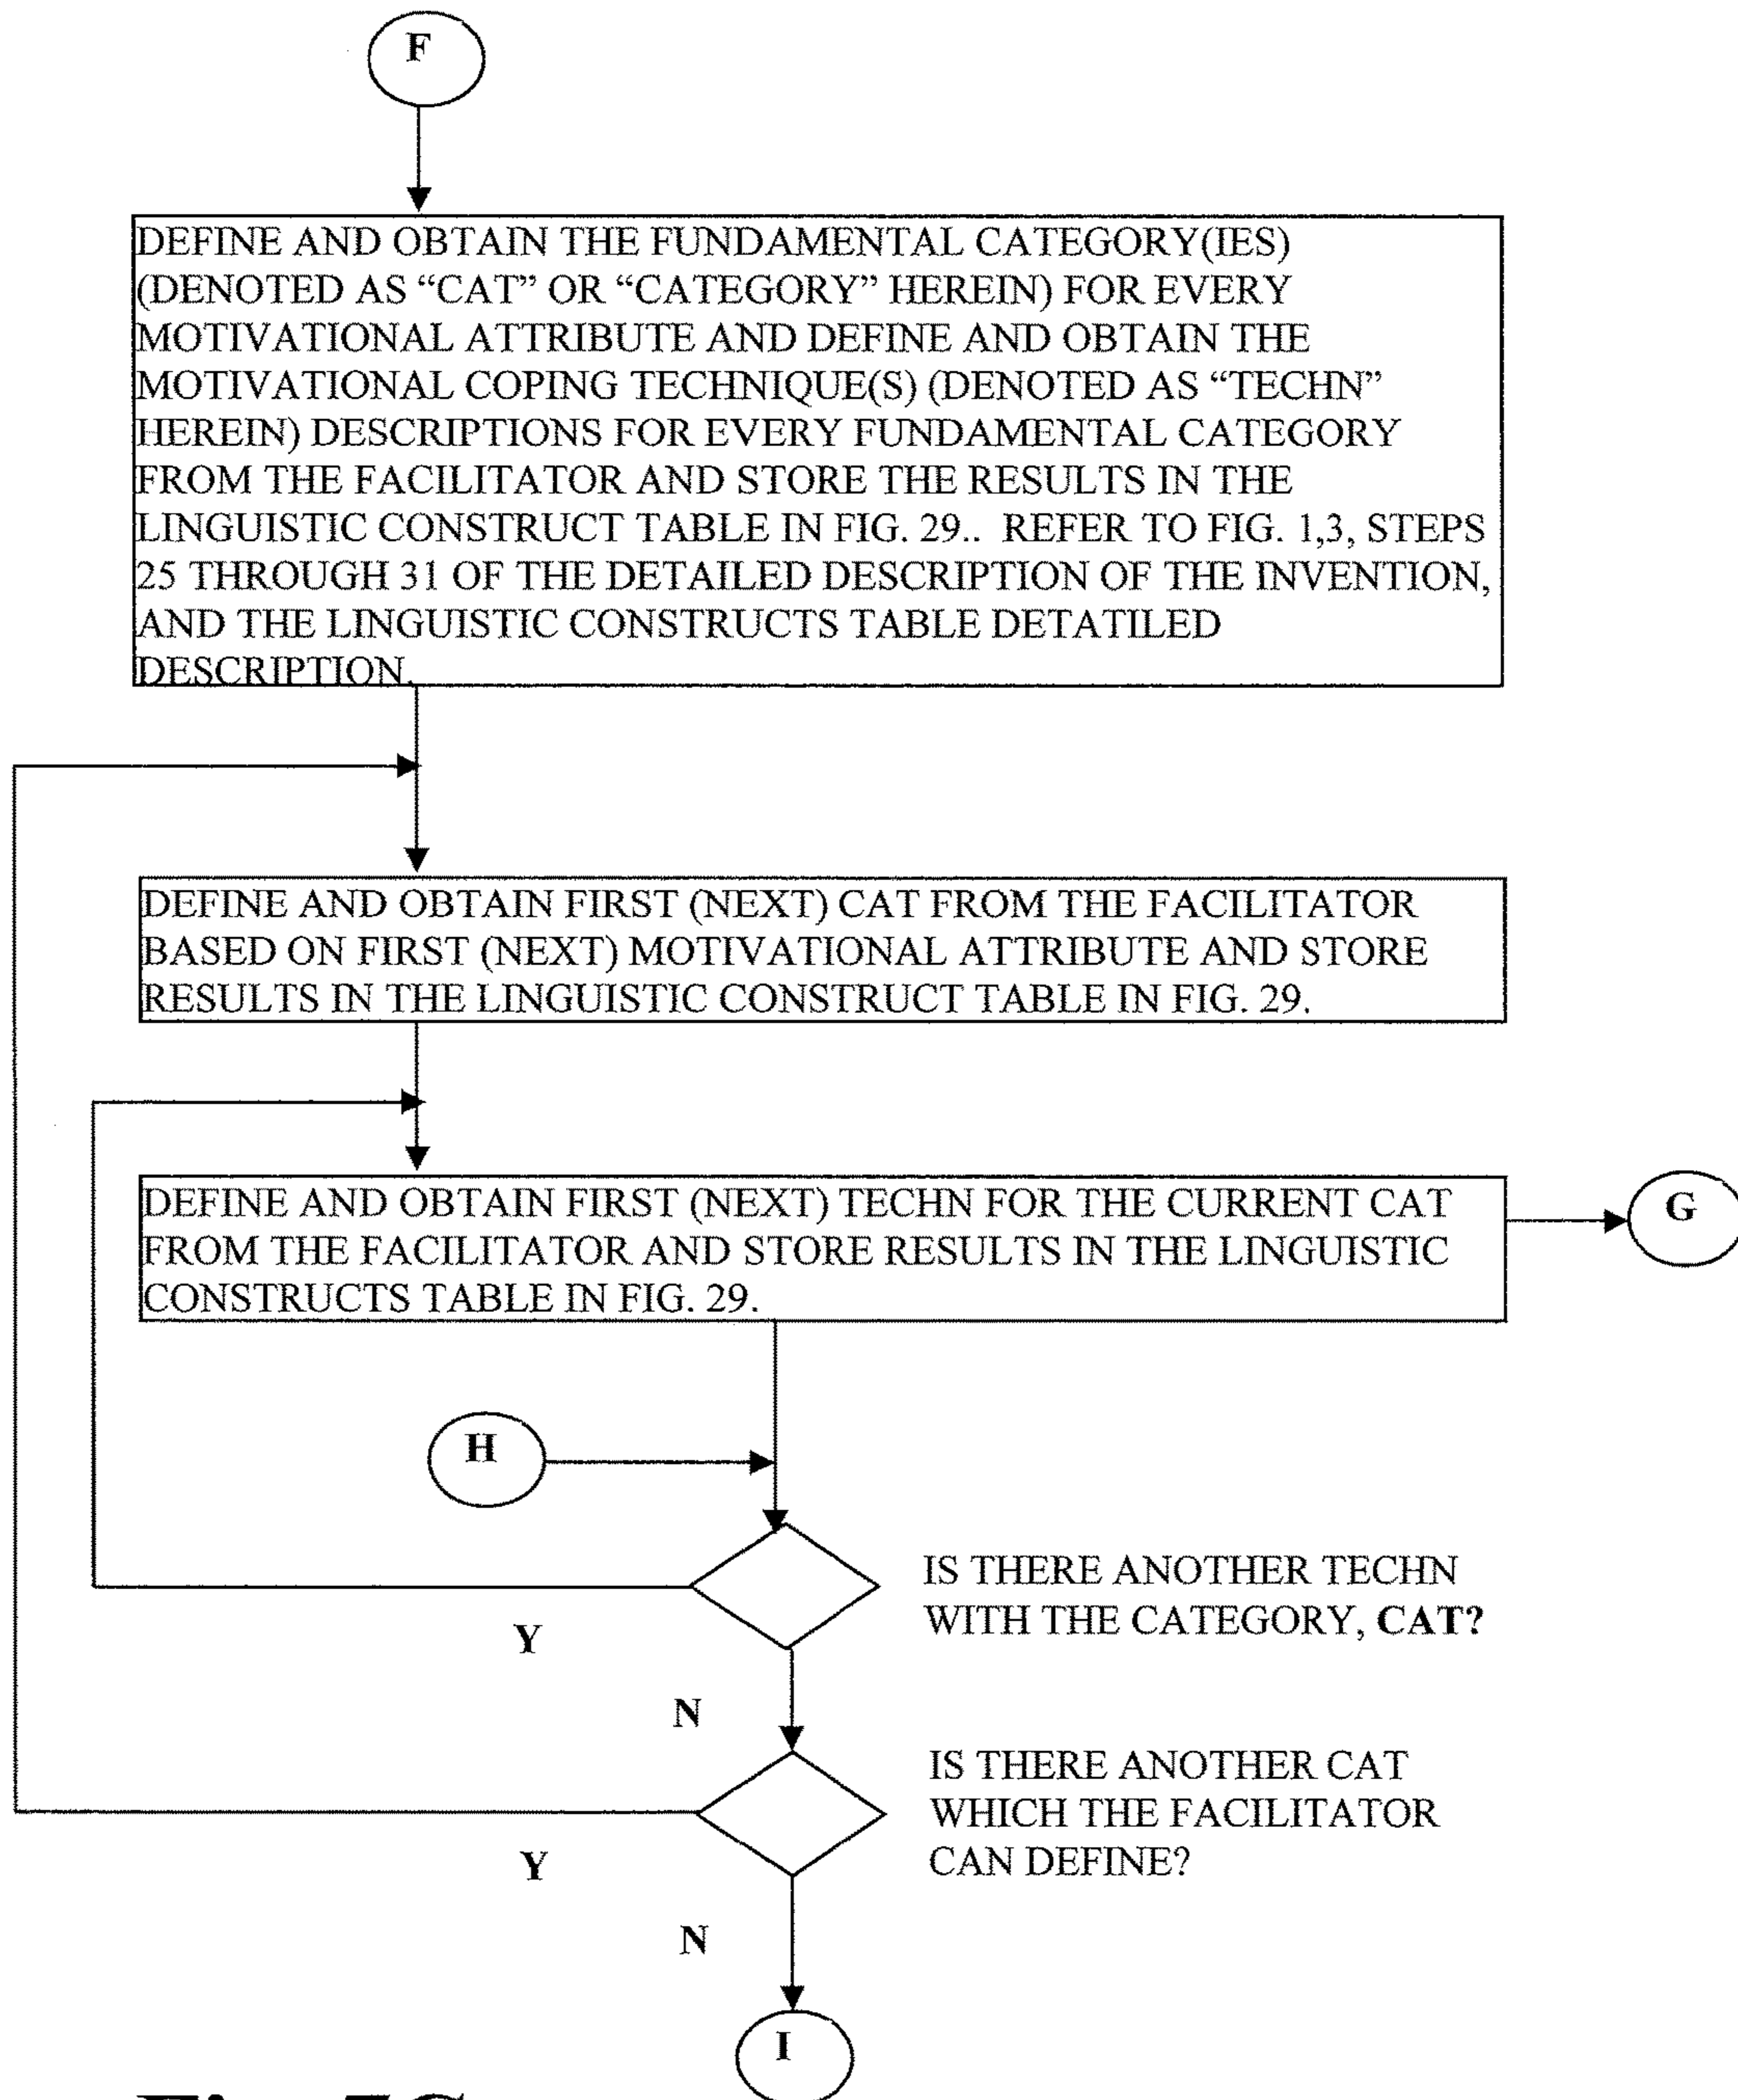 F
DEFINE AND OBTAIN THE FUNDAMENTAL CATEGORY(IES)
(DENOTED AS “CAT” OR “CATEGORY” HEREIN) FOR EVERY
MOTIVATIONAL ATTRIBUTE AND DEFINE AND OBTAIN THE
MOTIVATIONAL COPING TECHNIQUE(S) (DENOTED AS “TECHN”
HEREIN) DESCRIPTIONS FOR EVERY FUNDAMENTAL CATEGORY
FROM THE FACILITATOR AND STORE THE RESULTS IN THE
LINGUISTIC CONSTRUCT TABLE IN FIG. 29.. REFER TO FIG. 1,3, STEPS
25 THROUGH 31 OF THE DETAILED DESCRIPTION OF THE INVENTION,
AND THE LINGUISTIC CONSTRUCTS TABLE DETATILED
DESCRIPTION.
DEFINE AND OBTAIN FIRST (NEXT) CAT FROM THE FACILITATOR
BASED ON FIRST (NEXT) MOTIVATIONAL ATTRIBUTE AND STORE
RESULTS IN THE LINGUISTIC CONSTRUCT TABLE IN FIG. 29.
DEFINE AND OBTAIN FIRST (NEXT) TECHN FOR THE CURRENT CAT
FROM THE FACILITATOR AND STORE RESULTS IN THE LINGUISTIC
CONSTRUCTS TABLE IN FIG. 29.
G
H
IS THERE ANOTHER TECHN
WITH THE CATEGORY, CAT?
Y
N
IS THERE ANOTHER CAT
WHICH THE FACILITATOR
CAN DEFINE?
Y
N
I